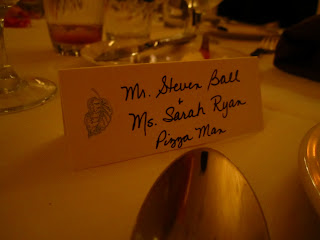 Mr. Steven Ball
&
Ms. Sarah Ryan
Pizza Man